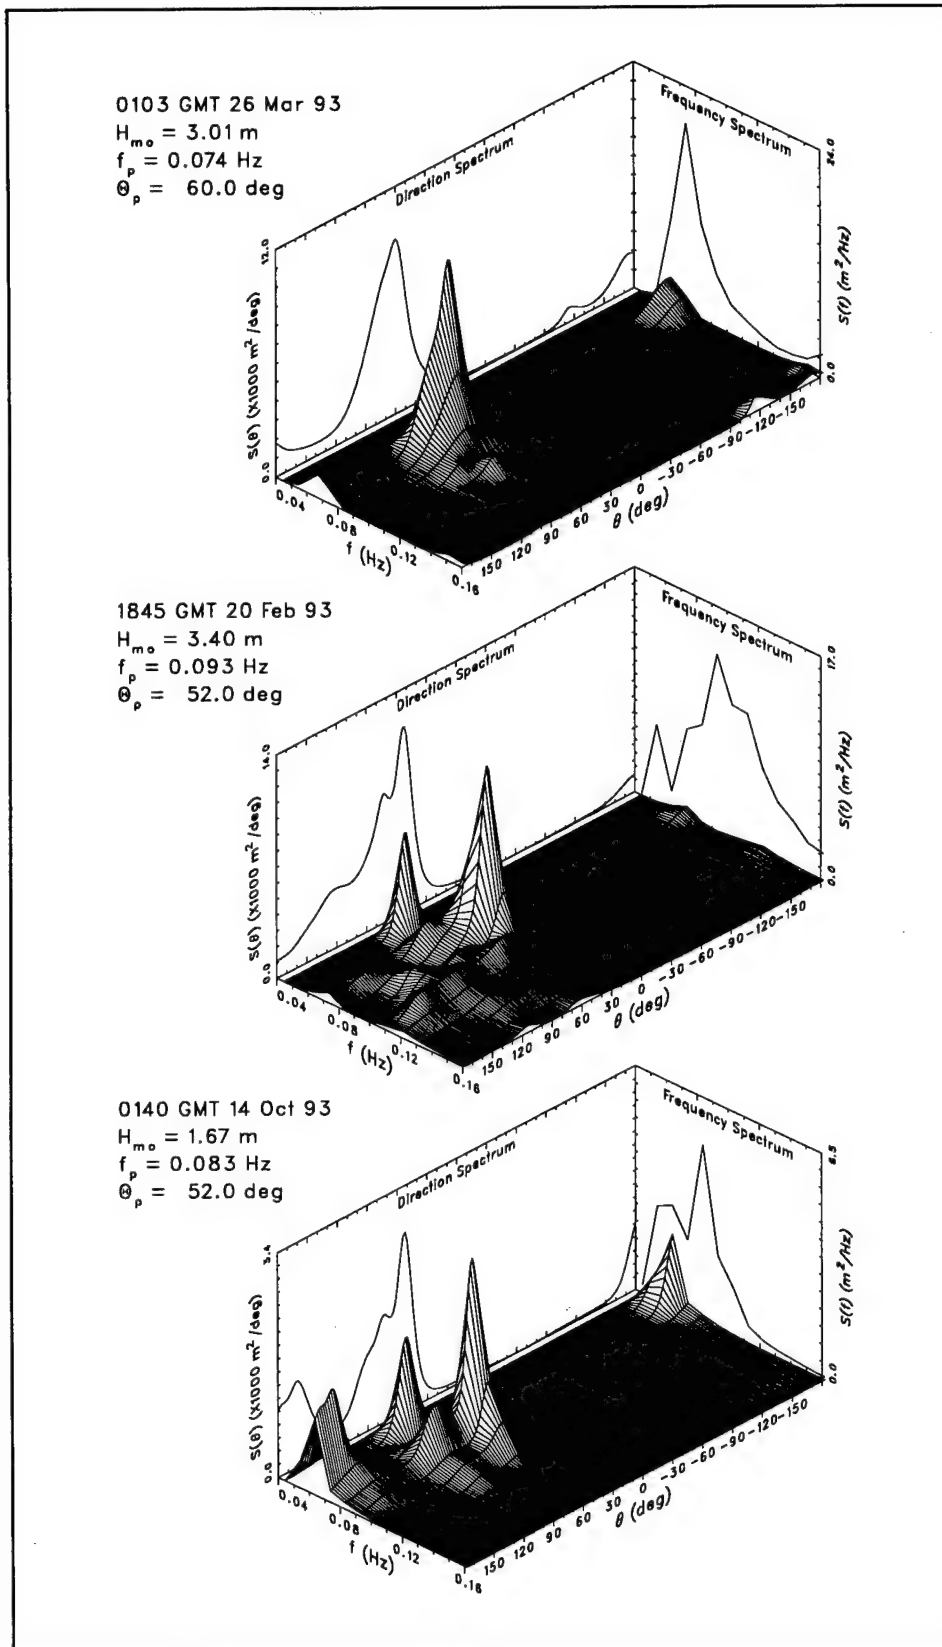 0103 GMT 26 Mar 93
Hmo = 3.01 m
fp = 0.074 Hz
Θp = 60.0 deg
Direction Spectrum
Frequency Spectrum
12.0
0.0
S(θ) (X1000 m²/deg)
26.0
0.0
S(f) (m²/Hz)
0.04
0.08
0.12
0.16
f (Hz)
150 120 90 60 30 0 -30 -60 -90 -120 -150
θ (deg)
1845 GMT 20 Feb 93
Hmo = 3.40 m
fp = 0.093 Hz
Θp = 52.0 deg
Direction Spectrum
Frequency Spectrum
0.0
S(θ) (X1000 m²/deg)
17.0
0.0
S(f) (m²/Hz)
0.04
0.08
0.12
0.16
f (Hz)
150 120 90 60 30 0 -30 -60 -90 -120 -150
θ (deg)
0140 GMT 14 Oct 93
Hmo = 1.67 m
fp = 0.083 Hz
Θp = 52.0 deg
Direction Spectrum
Frequency Spectrum
0.0
S(θ) (X1000 m²/deg)
0.0
S(f) (m²/Hz)
0.04
0.08
0.12
0.16
f (Hz)
150 120 90 60 30 0 -30 -60 -90 -120 -150
θ (deg)